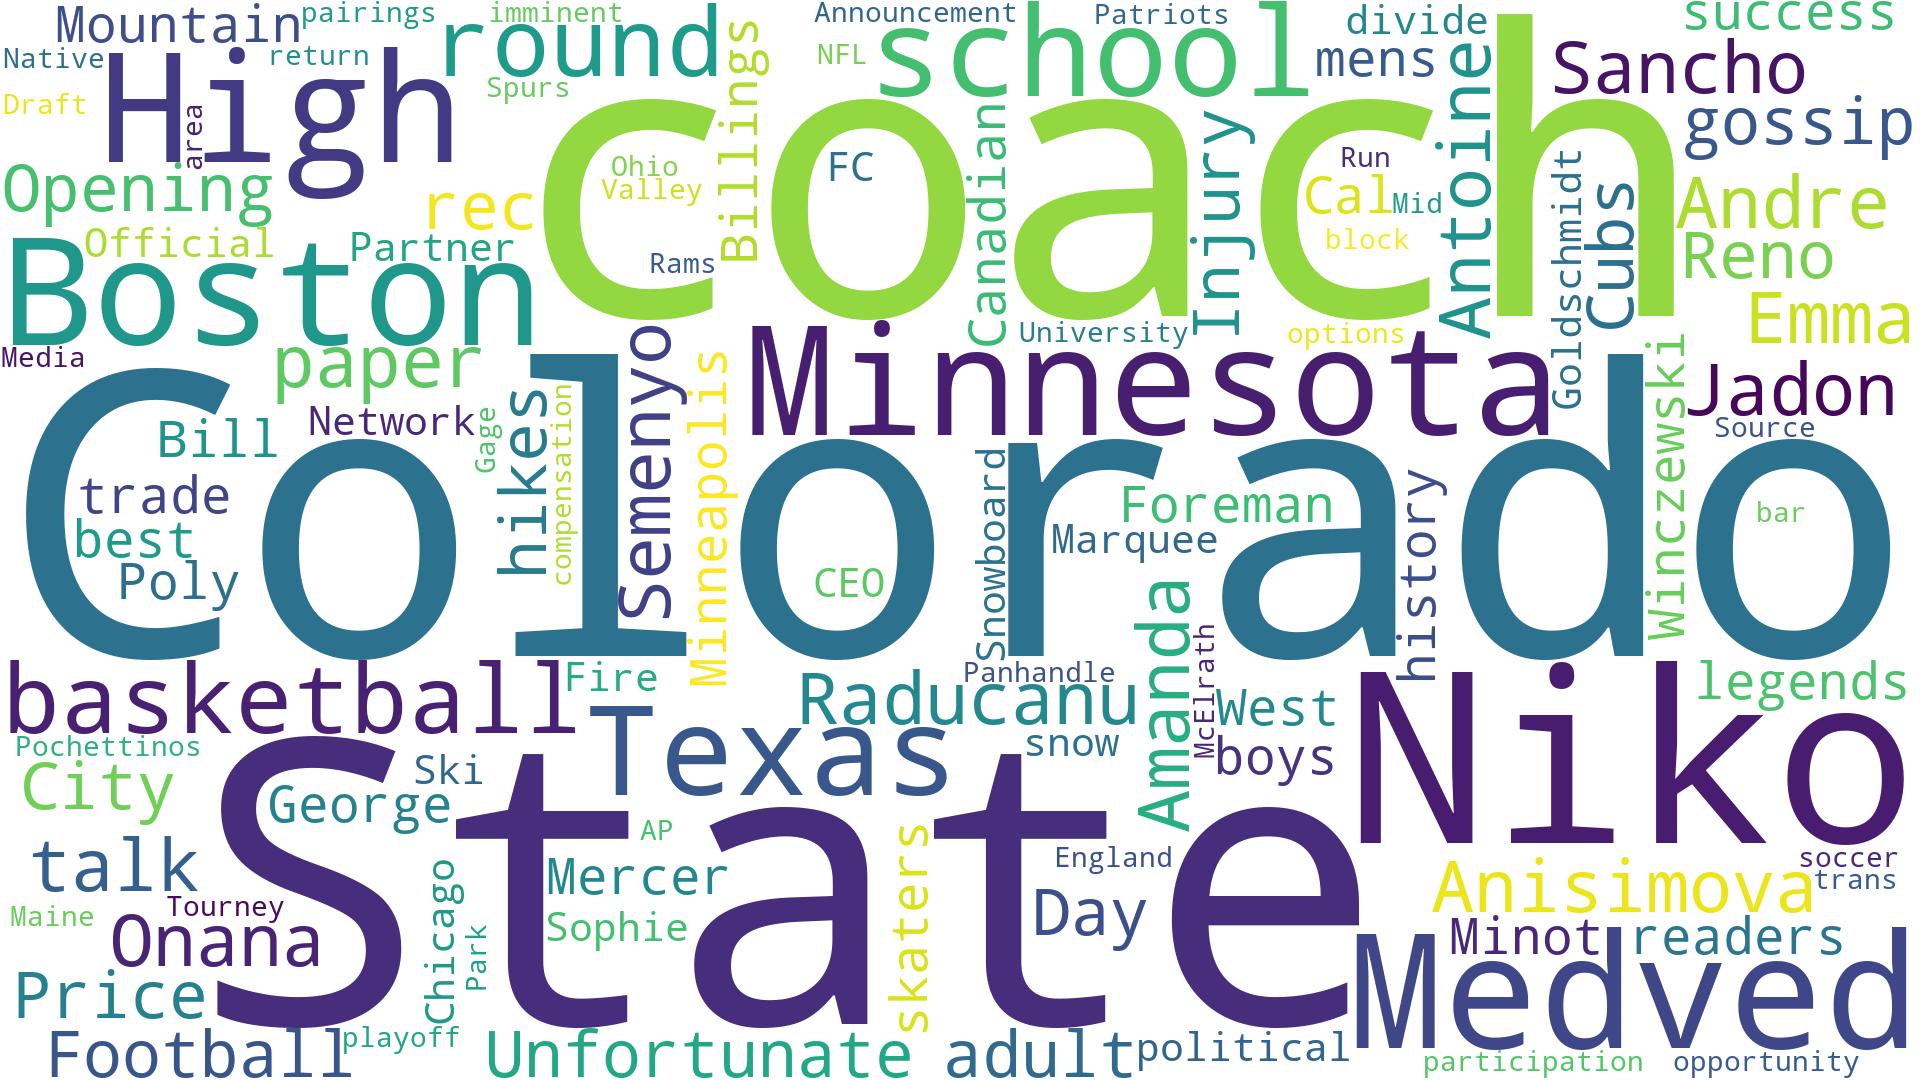 Mountain
pairings
imminent
round
Announcement
school
Patriots
divide
success
Native
return
High
Spurs
Billings
NFL
mens
Antoine
Sancho
Draft
area
coach
gossip
Opening
rec
Ohio
Valley
FC
Canadian
Injury
Run
Cal
Mid
block
Goldschmidt
Cubs
Andre
Boston
Official
Partner
Rams
Reno
Emma
Media
paper
Semenyo
Minneapolis
Minnesota
University
options
Winczewski
Jadon
Source
Colorado
Bill
Network
Gage
hikes
compensation
trade
best
Poly
CEO
Snowboard
Foreman
Marquee
history
bar
basketball
Fire
Panhandle
Raducanu
Amanda
McElrath
West
boys
Niko
legends
Pochettinos
City
Ski
George
Texas
snow
State
talk
AP
Mercer
Sophie
skaters
England
Day
soccer
trans
Anisimova
Maine
Tourney
Onana
Chicago
Park
Minot
readers
Medved
Price
Football
playoff
Unfortunate
adult
political
participation
opportunity